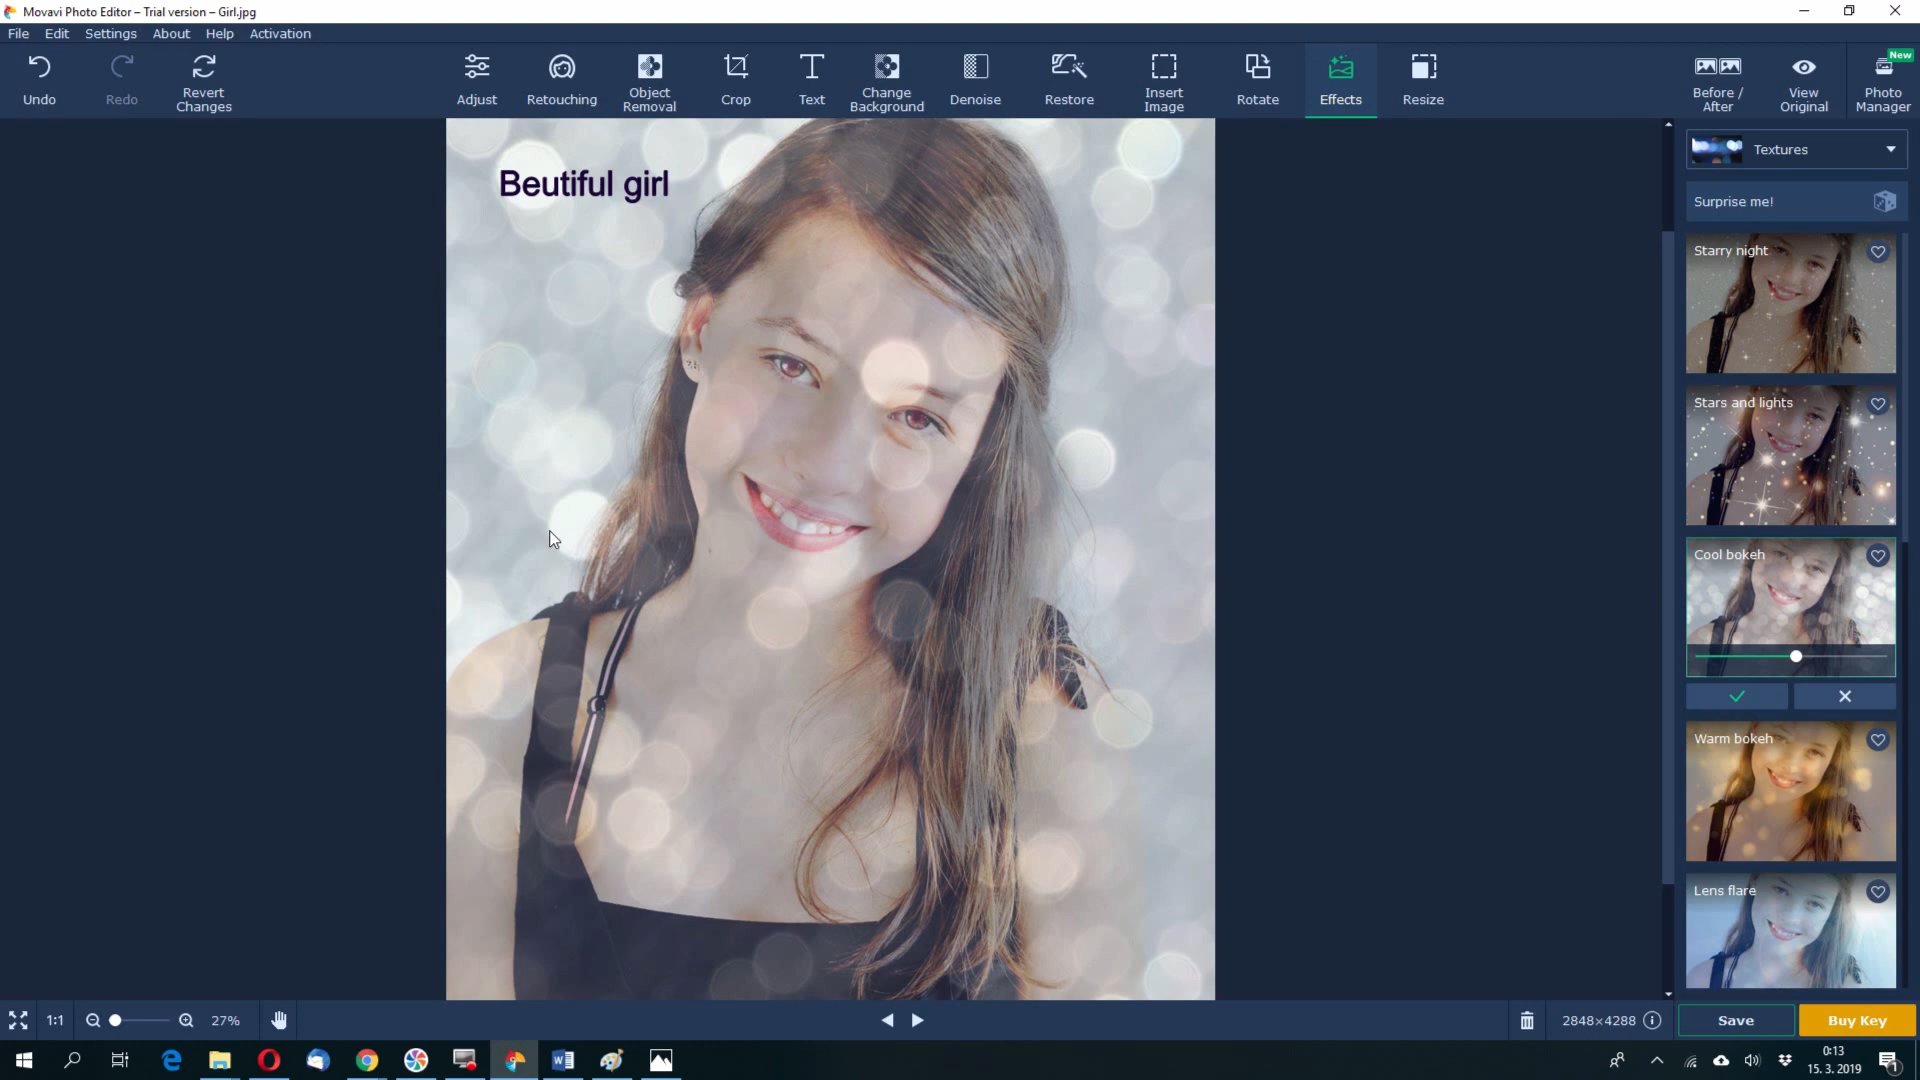 Movavi Photo Editor – Trial version – Girl.jpg
File Edit Settings About Help Activation
Undo
Redo
Revert
Changes
Adjust
Retouching
Object
Removal
Crop
Text
Change
Background
Denoise
Restore
Insert
Image
Rotate
Effects
Resize
Before /
After
View
Original
New
Photo
Manager
Textures
Surprise me!
Beutiful girl
Starry night
Stars and lights
Cool bokeh
Warm bokeh
Lens flare
1:1
27%
2848×4288
Save
Buy Key
0:13
15. 3. 2019
1